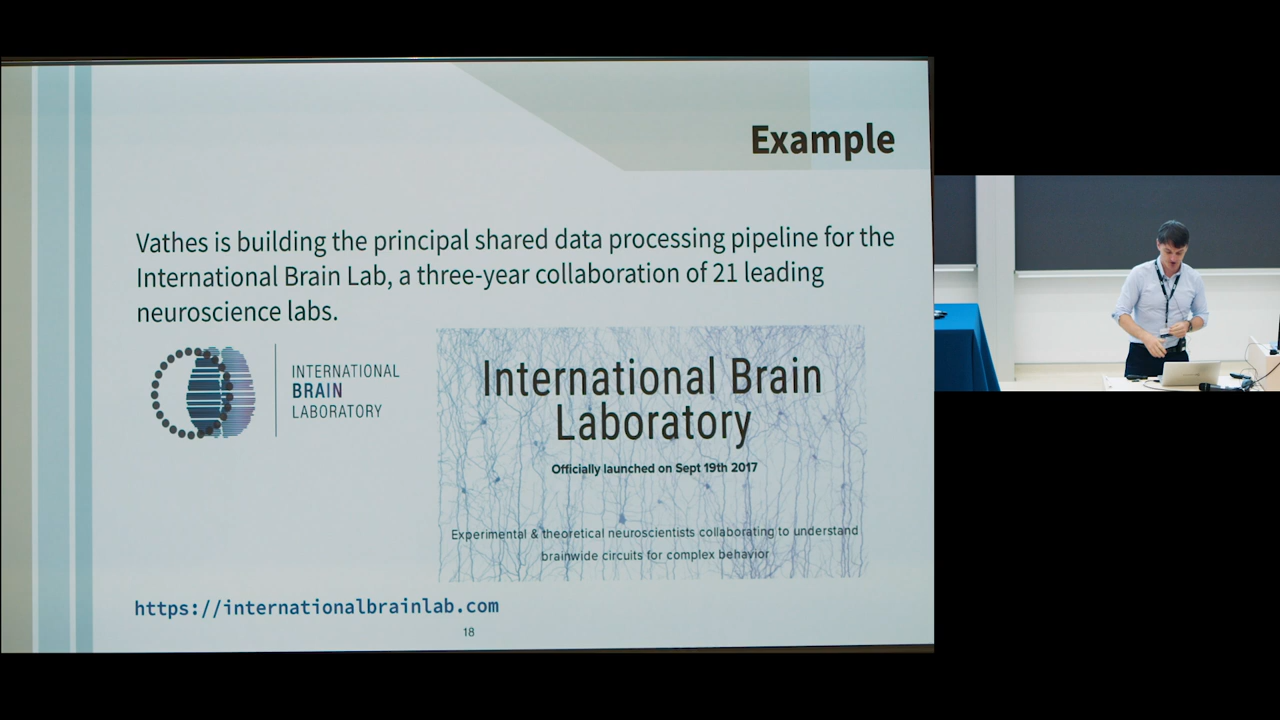 Example
Vathes is building the principal shared data processing pipeline for the
International Brain Lab, a three-year collaboration of 21 leading
neuroscience labs.
INTERNATIONAL
BRAIN
LABORATORY
International Brain
Laboratory
Officially launched on Sept 19th 2017
Experimental & theoretical neuroscientists collaborating to understand
brainwide circuits for complex behavior
https://internationalbrainlab.com
18